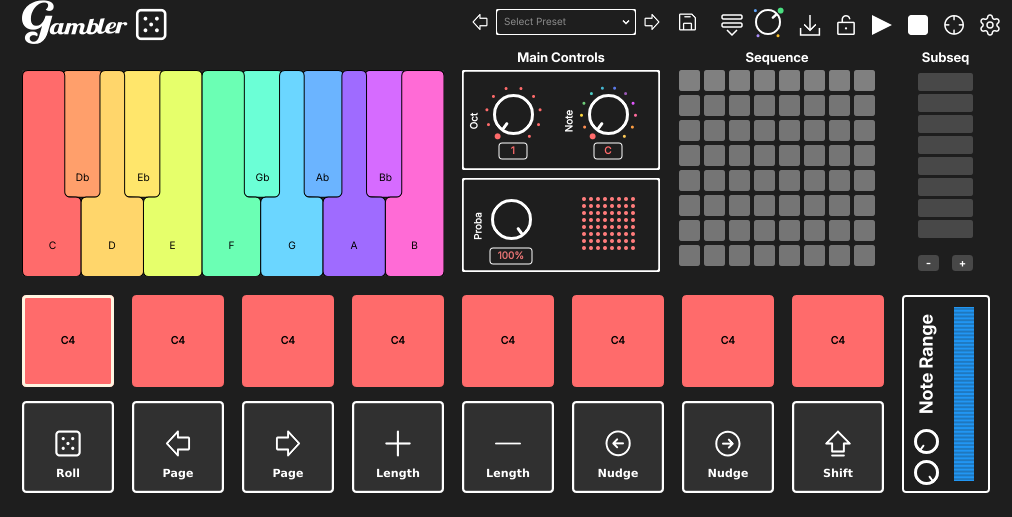 Gambler
Select Preset
Main Controls
Sequence
Subseq
Db
Eb
Gb
Ab
Bb
C
D
E
F
G
A
B
Oct
1
Note
C
Proba
100%
-
+
C4
C4
C4
C4
C4
C4
C4
C4
Note Range
Roll
Page
Page
Length
Length
Nudge
Nudge
Shift